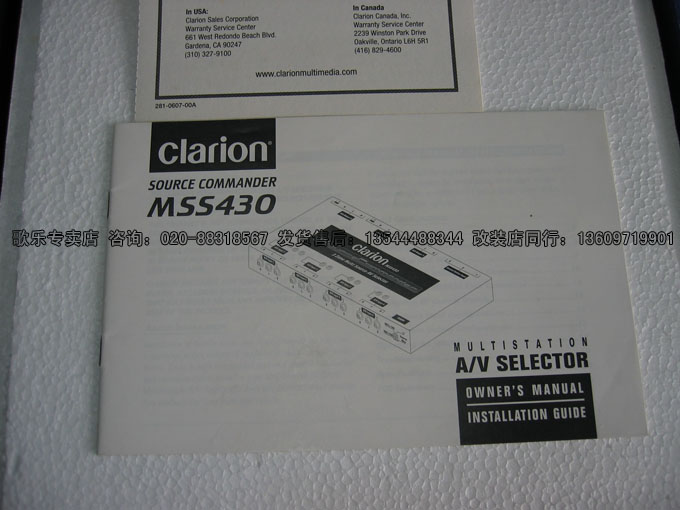 In USA:
Clarion Sales Corporation
Warranty Service Center
661 West Redondo Beach Blvd.
Gardena, CA 90247
(310) 327-9100
In Canada
Clarion Canada, Inc.
Warranty Service Center
2239 Winston Park Drive
Oakville, Ontario L6H 5R1
(416) 829-4600
www.clarionmultimedia.com
281-0607-00A
clarion®
SOURCE COMMANDER
MSS430
歌乐专卖店 咨询：020-88318567 发货售后：13544488344 改装店同行：13609719901
clarion
MULTISTATION
A/V SELECTOR
OWNER'S MANUAL
INSTALLATION GUIDE